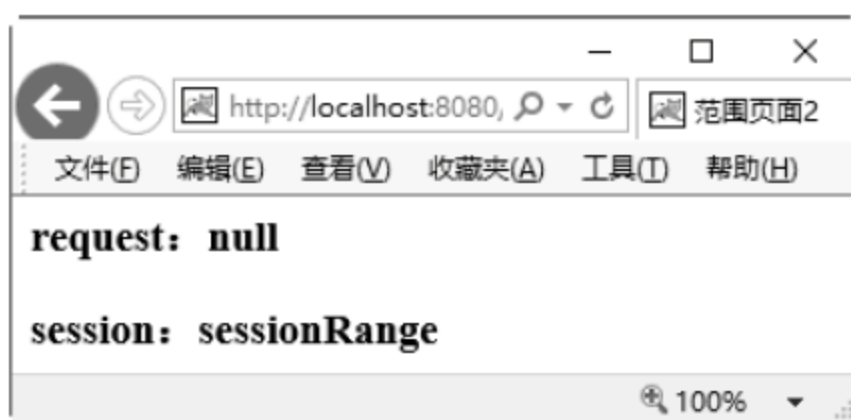 http://localhost:8080, 范围页面2
文件(F) 编辑(E) 查看(V) 收藏夹(A) 工具(T) 帮助(H)
request：null
session：sessionRange
100%